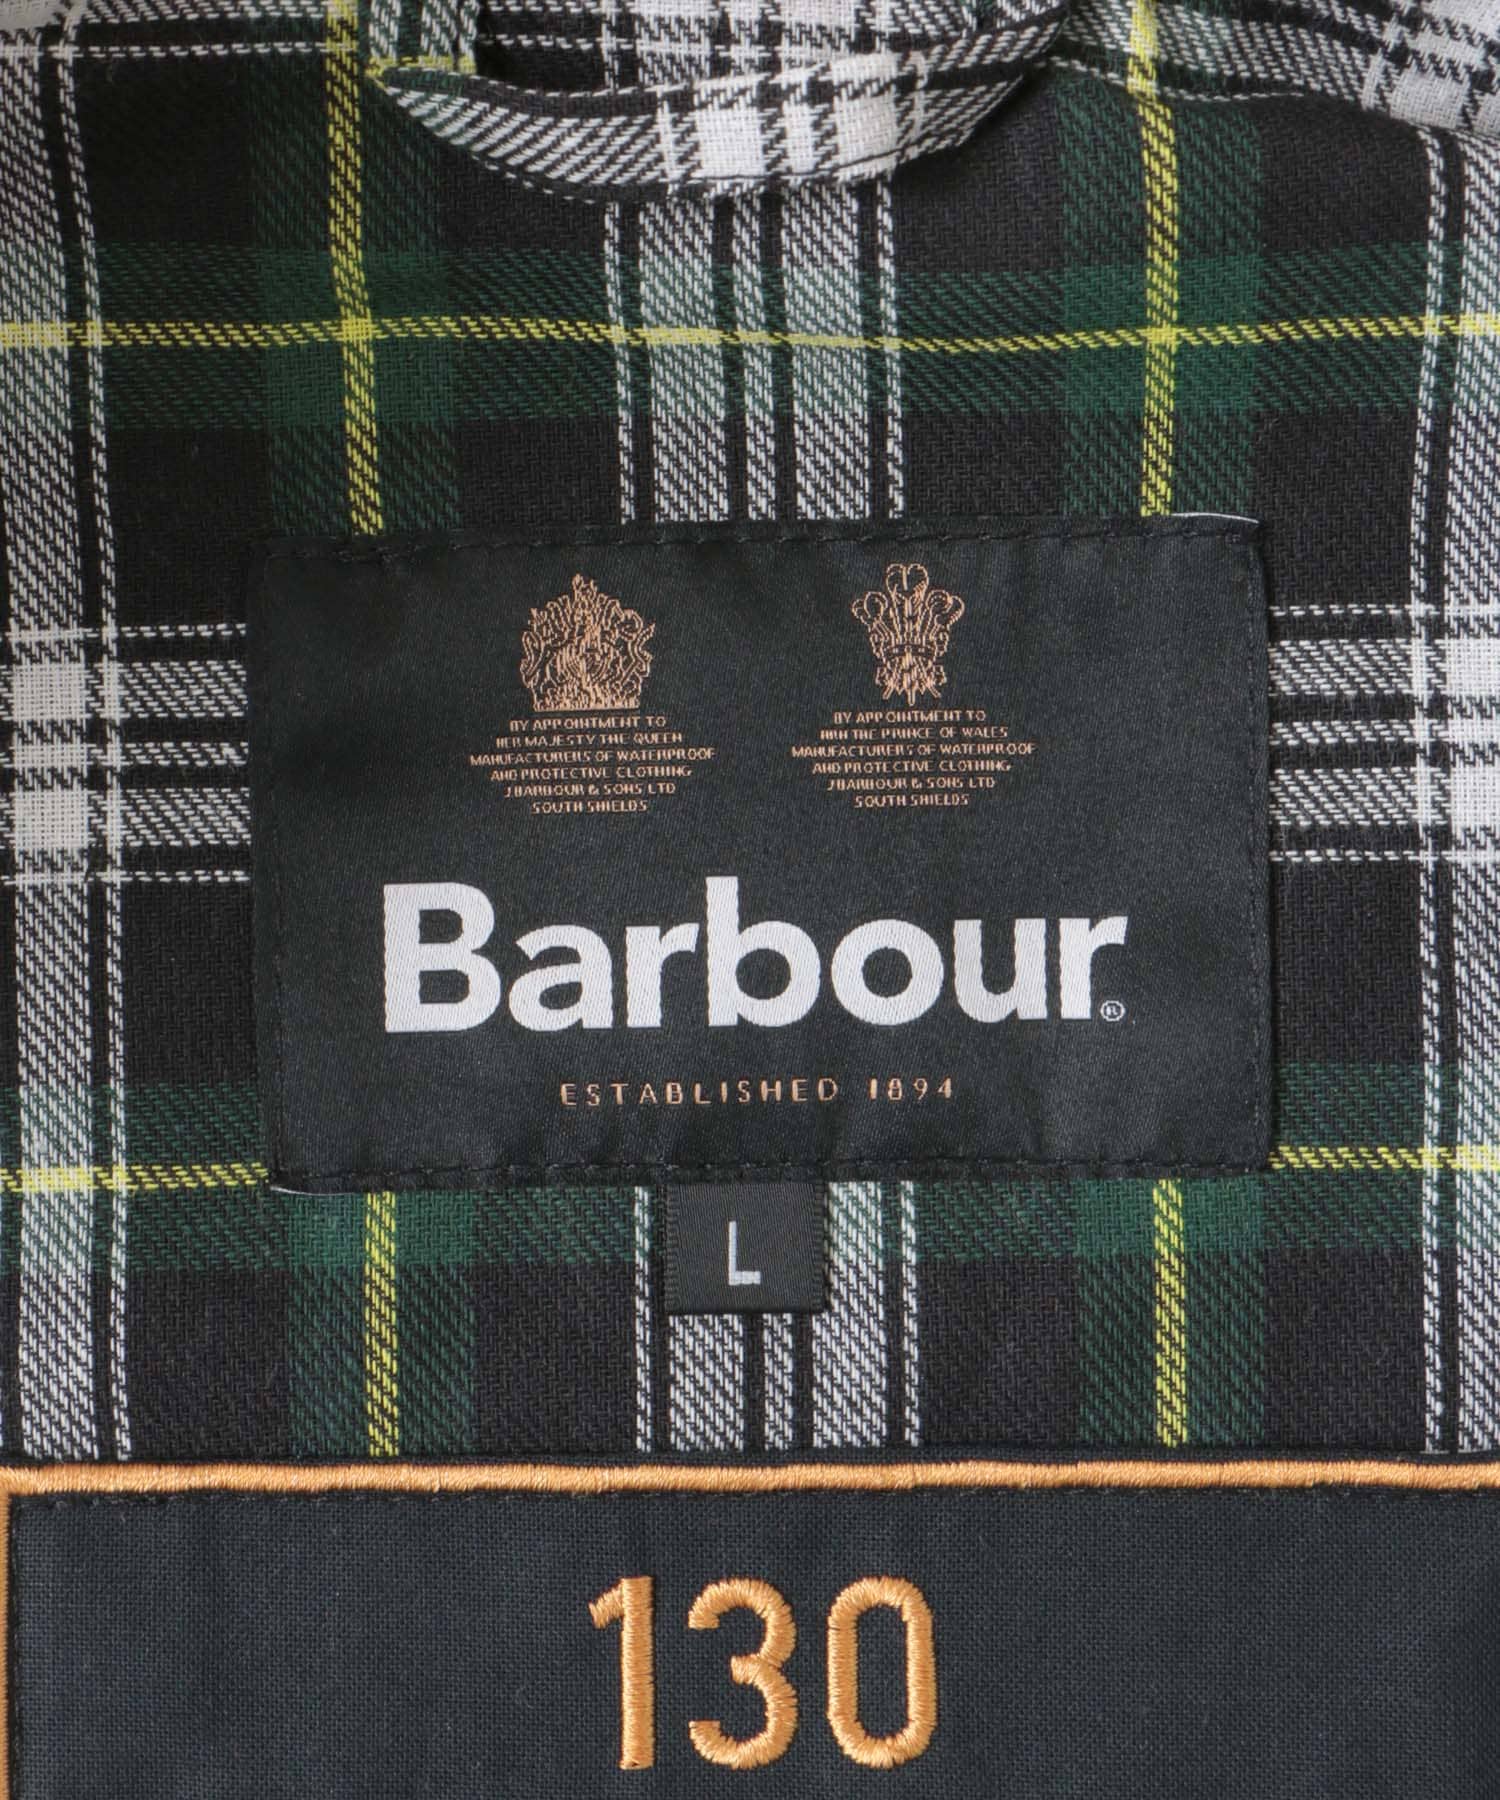 BY APPOINTMENT TO
HER MAJESTY THE QUEEN
MANUFACTURERS OF WATERPROOF
AND PROTECTIVE CLOTHING
J BARBOUR & SONS LTD
SOUTH SHIELDS
BY APPOINTMENT TO
HRH THE PRINCE OF WALES
MANUFACTURERS OF WATERPROOF
AND PROTECTIVE CLOTHING
J BARBOUR & SONS LTD
SOUTH SHIELDS
Barbour®
ESTABLISHED 1894
L
130